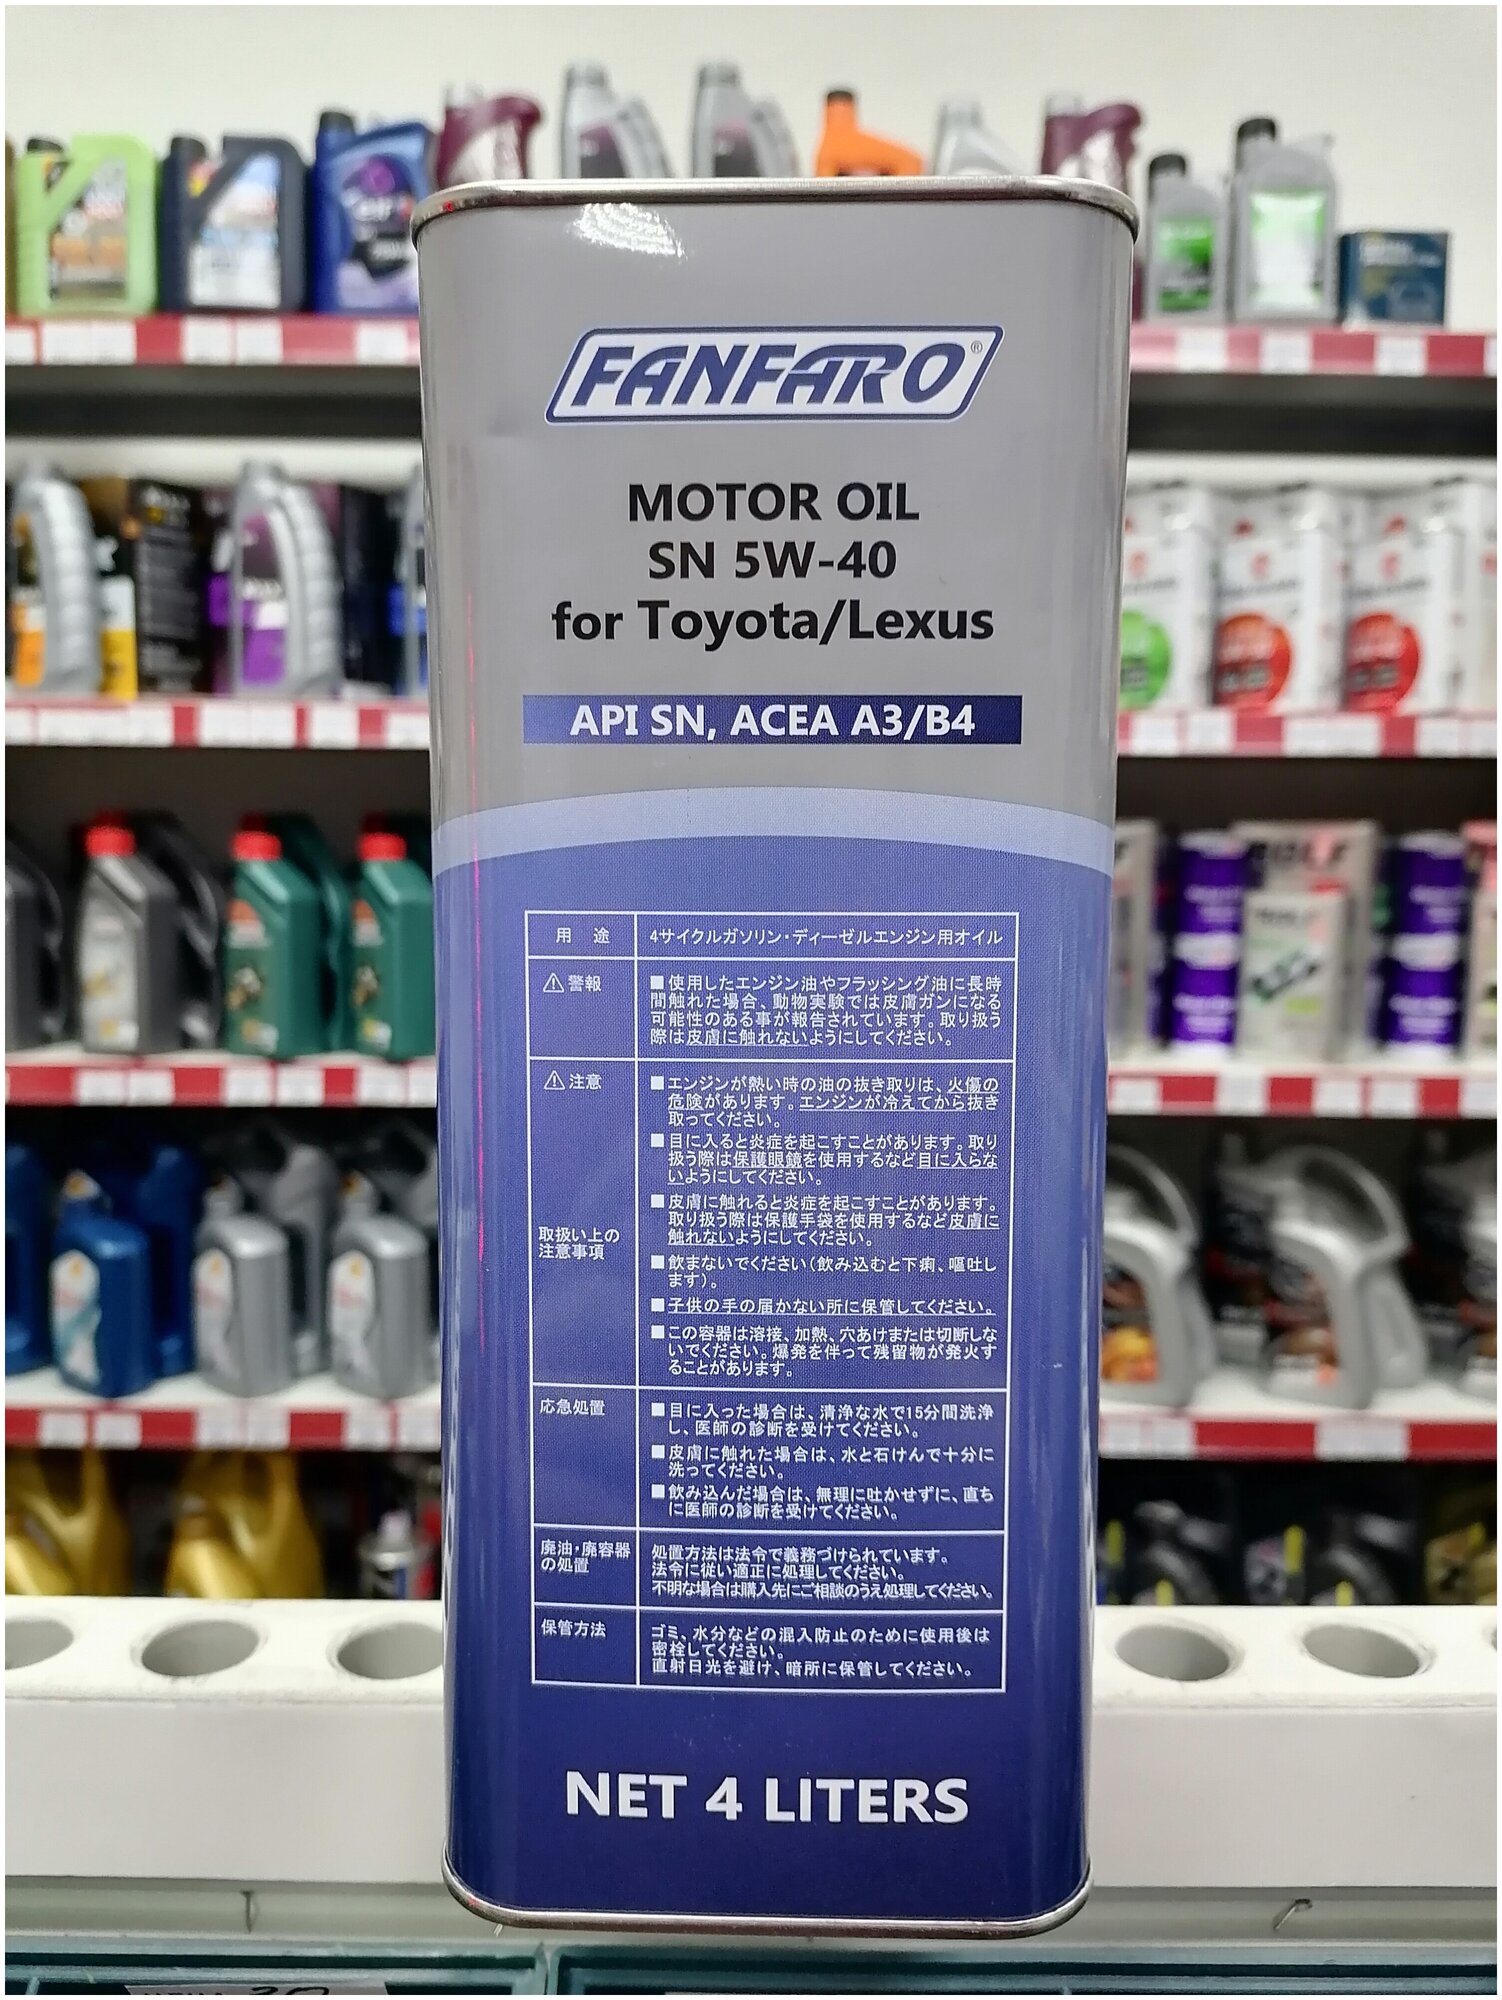 FANFARO®
MOTOR OIL
SN 5W-40
for Toyota/Lexus
API SN, ACEA A3/B4
用 途
4サイクルガソリン・ディーゼルエンジン用オイル
⚠警報
■使用したエンジン油やフラッシング油に長時
間触れた場合、動物実験では皮膚ガンになる
可能性のある事が報告されています。取り扱う
際は皮膚に触れないようにしてください。
⚠注意
取扱い上の
注意事項
■エンジンが熱い時の油の抜き取りは、火傷の
危険があります。エンジンが冷えてから抜き
取ってください。
■目に入ると炎症を起こすことがあります。取り
扱う際は保護眼鏡を使用するなど目に入らな
いようにしてください。
■皮膚に触れると炎症を起こすことがあります。
取り扱う際は保護手袋を使用するなど皮膚に
触れないようにしてください。
■飲まないでください(飲み込むと下痢、嘔吐し
ます)。
■子供の手の届かない所に保管してください。
■この容器は溶接、加熱、穴あけまたは切断しな
いでください。爆発を伴って残留物が発火す
ることがあります。
応急処置
■目に入った場合は、清浄な水で15分間洗浄
し、医師の診断を受けてください。
■皮膚に触れた場合は、水と石けんで十分に
洗ってください。
■飲み込んだ場合は、無理に吐かせずに、直ち
に医師の診断を受けてください。
廃油・廃容器
の処置
処置方法は法令で義務づけられています。
法令に従い適正に処理してください。
不明な場合は購入先にご相談のうえ処理してください。
保管方法
ゴミ、水分などの混入防止のために使用後は
密栓してください。
直射日光を避け、暗所に保管してください。
NET 4 LITERS